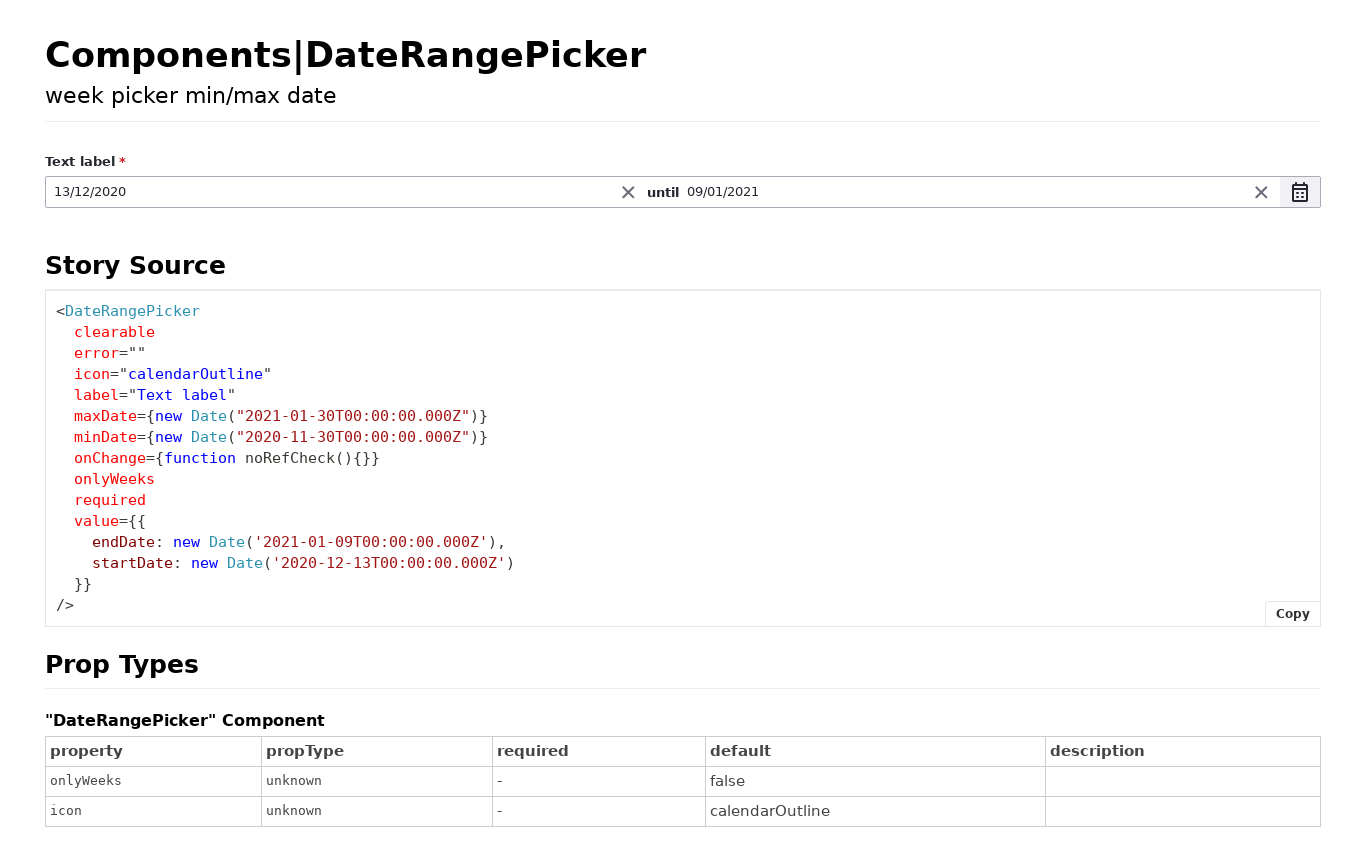 Components|DateRangePicker
week picker min/max date
Text label *
13/12/2020 until 09/01/2021
Story Source
<DateRangePicker
  clearable
  error=""
  icon="calendarOutline"
  label="Text label"
  maxDate={new Date("2021-01-30T00:00:00.000Z")}
  minDate={new Date("2020-11-30T00:00:00.000Z")}
  onChange={function noRefCheck(){}}
  onlyWeeks
  required
  value={{
    endDate: new Date('2021-01-09T00:00:00.000Z'),
    startDate: new Date('2020-12-13T00:00:00.000Z')
  }}
/>
Copy
Prop Types
"DateRangePicker" Component
property propType required default description
onlyWeeks unknown - false
icon unknown - calendarOutline